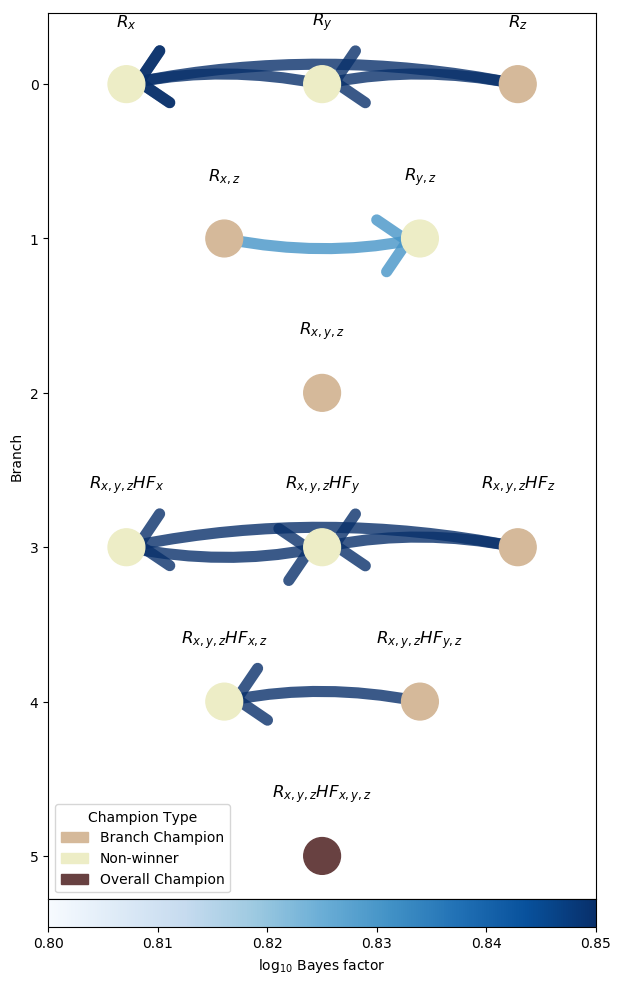 R_x R_y R_z
0
R_{x,z} R_{y,z}
1
R_{x,y,z}
2
Branch
R_{x,y,z}HF_x R_{x,y,z}HF_y R_{x,y,z}HF_z
3
R_{x,y,z}HF_{x,z} R_{x,y,z}HF_{y,z}
4
R_{x,y,z}HF_{x,y,z}
Champion Type
Branch Champion
Non-winner
Overall Champion
5
0.80 0.81 0.82 0.83 0.84 0.85
log_{10} Bayes factor